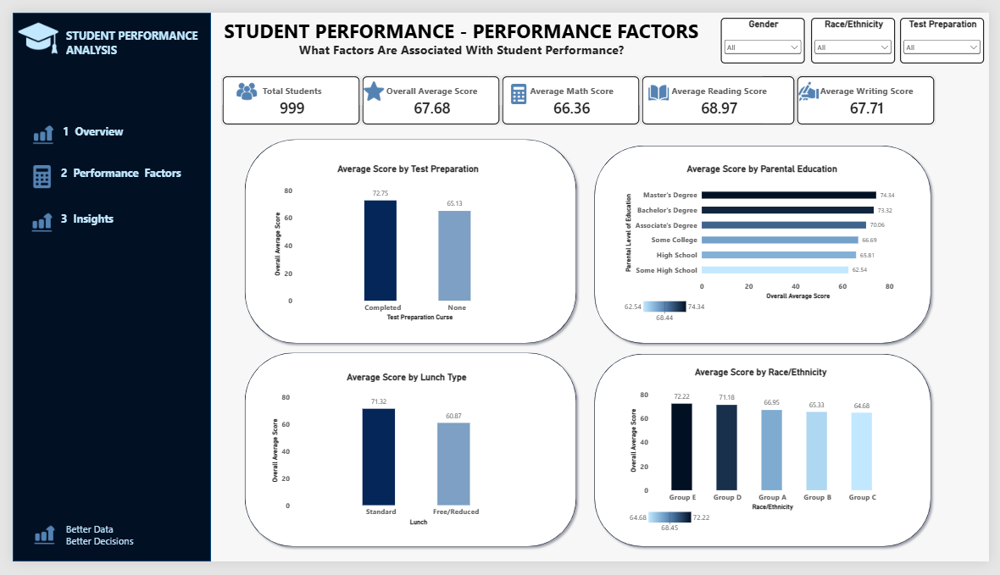 STUDENT PERFORMANCE
ANALYSIS
1 Overview
2 Performance Factors
3 Insights
Better Data
Better Decisions
STUDENT PERFORMANCE - PERFORMANCE FACTORS
What Factors Are Associated With Student Performance?
Gender
All
Race/Ethnicity
All
Test Preparation
All
Total Students
999
Overall Average Score
67.68
Average Math Score
66.36
Average Reading Score
68.97
Average Writing Score
67.71
Average Score by Test Preparation
Overall Average Score
80
60
40
20
0
72.75
65.13
Completed
None
Test Preparation Curse
Average Score by Parental Education
Parental Level of Education
Master's Degree
74.34
Bachelor's Degree
73.32
Associate's Degree
70.06
Some College
66.69
High School
65.81
Some High School
62.54
0
20
40
60
80
Overall Average Score
62.54
74.34
68.44
Average Score by Lunch Type
Overall Average Score
80
60
40
20
0
71.32
60.87
Standard
Free/Reduced
Lunch
Average Score by Race/Ethnicity
Overall Average Score
80
60
40
20
0
72.22
71.18
66.95
65.33
64.68
Group E
Group D
Group A
Group B
Group C
Race/Ethnicity
64.68
72.22
68.45